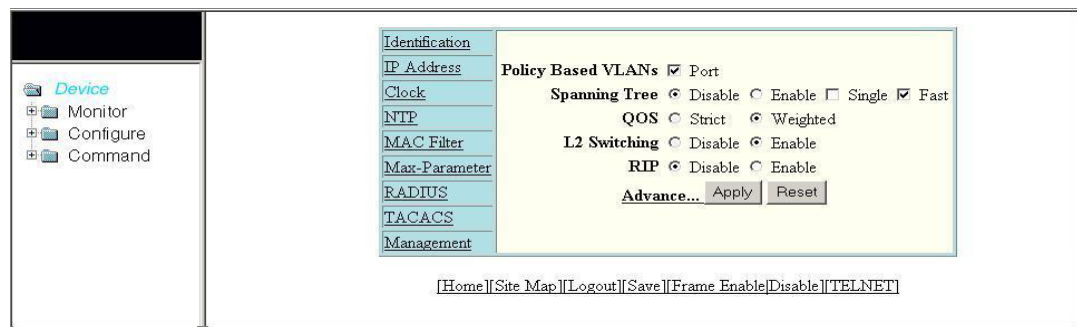 Device
Monitor
Configure
Command
Identification
IP Address
Clock
NTP
MAC Filter
Max-Parameter
RADIUS
TACACS
Management
Policy Based VLANs Port
Spanning Tree Disable Enable Single Fast
QOS Strict Weighted
L2 Switching Disable Enable
RIP Disable Enable
Advance... Apply Reset
[Home][Site Map][Logout][Save][Frame Enable|Disable][TELNET]